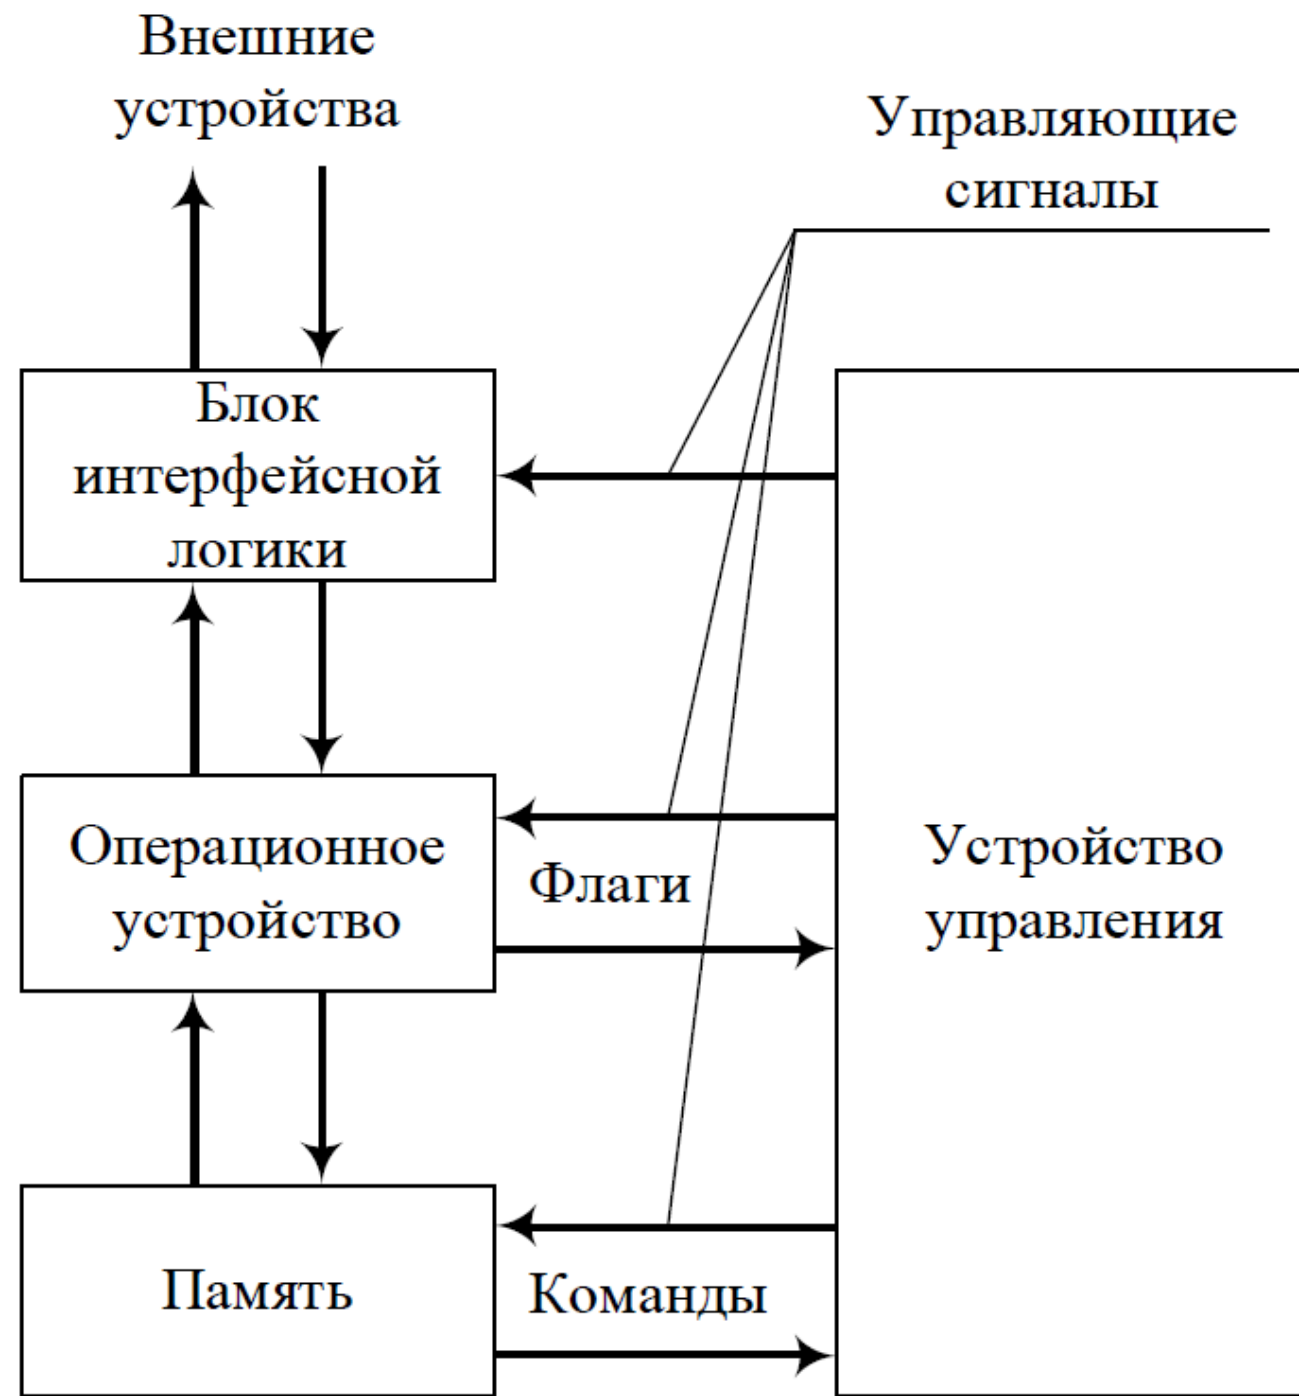 Внешние
устройства
Управляющие
сигналы
Блок
интерфейсной
логики
Операционное
устройство
Флаги
Устройство
управления
Память
Команды